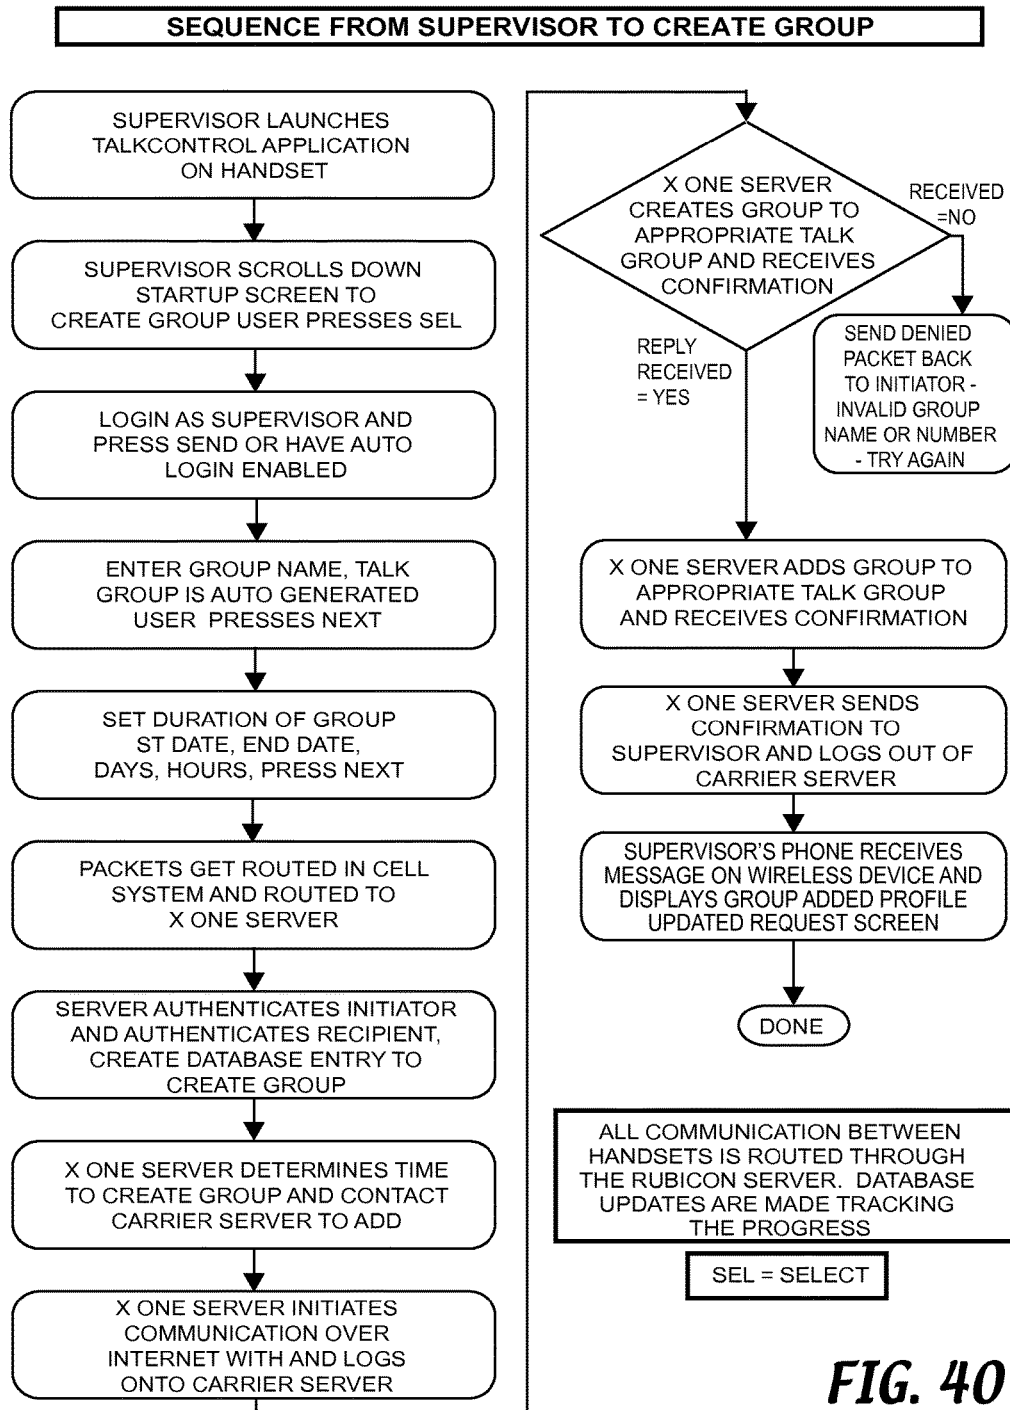 SEQUENCE FROM SUPERVISOR TO CREATE GROUP
SUPERVISOR LAUNCHES
TALKCONTROL APPLICATION
ON HANDSET
SUPERVISOR SCROLLS DOWN
STARTUP SCREEN TO
CREATE GROUP USER PRESSES SEL
LOGIN AS SUPERVISOR AND
PRESS SEND OR HAVE AUTO
LOGIN ENABLED
ENTER GROUP NAME, TALK
GROUP IS AUTO GENERATED
USER PRESSES NEXT
SET DURATION OF GROUP
ST DATE, END DATE,
DAYS, HOURS, PRESS NEXT
PACKETS GET ROUTED IN CELL
SYSTEM AND ROUTED TO
X ONE SERVER
SERVER AUTHENTICATES INITIATOR
AND AUTHENTICATES RECIPIENT,
CREATE DATABASE ENTRY TO
CREATE GROUP
X ONE SERVER DETERMINES TIME
TO CREATE GROUP AND CONTACT
CARRIER SERVER TO ADD
X ONE SERVER INITIATES
COMMUNICATION OVER
INTERNET WITH AND LOGS
ONTO CARRIER SERVER
X ONE SERVER
CREATES GROUP TO
APPROPRIATE TALK
GROUP AND RECEIVES
CONFIRMATION
RECEIVED
=NO
SEND DENIED
PACKET BACK
TO INITIATOR -
INVALID GROUP
NAME OR NUMBER
- TRY AGAIN
REPLY
RECEIVED
= YES
X ONE SERVER ADDS GROUP TO
APPROPRIATE TALK GROUP
AND RECEIVES CONFIRMATION
X ONE SERVER SENDS
CONFIRMATION TO
SUPERVISOR AND LOGS OUT OF
CARRIER SERVER
SUPERVISOR'S PHONE RECEIVES
MESSAGE ON WIRELESS DEVICE AND
DISPLAYS GROUP ADDED PROFILE
UPDATED REQUEST SCREEN
DONE
ALL COMMUNICATION BETWEEN
HANDSETS IS ROUTED THROUGH
THE RUBICON SERVER. DATABASE
UPDATES ARE MADE TRACKING
THE PROGRESS
SEL = SELECT
FIG. 40